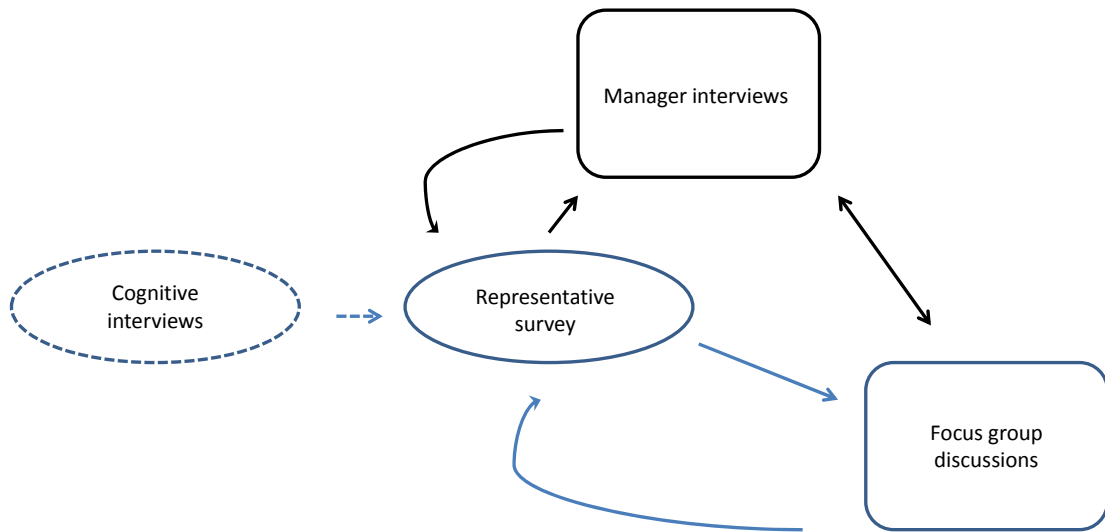 Manager interviews
Cognitive
interviews
Representative
survey
Focus group
discussions